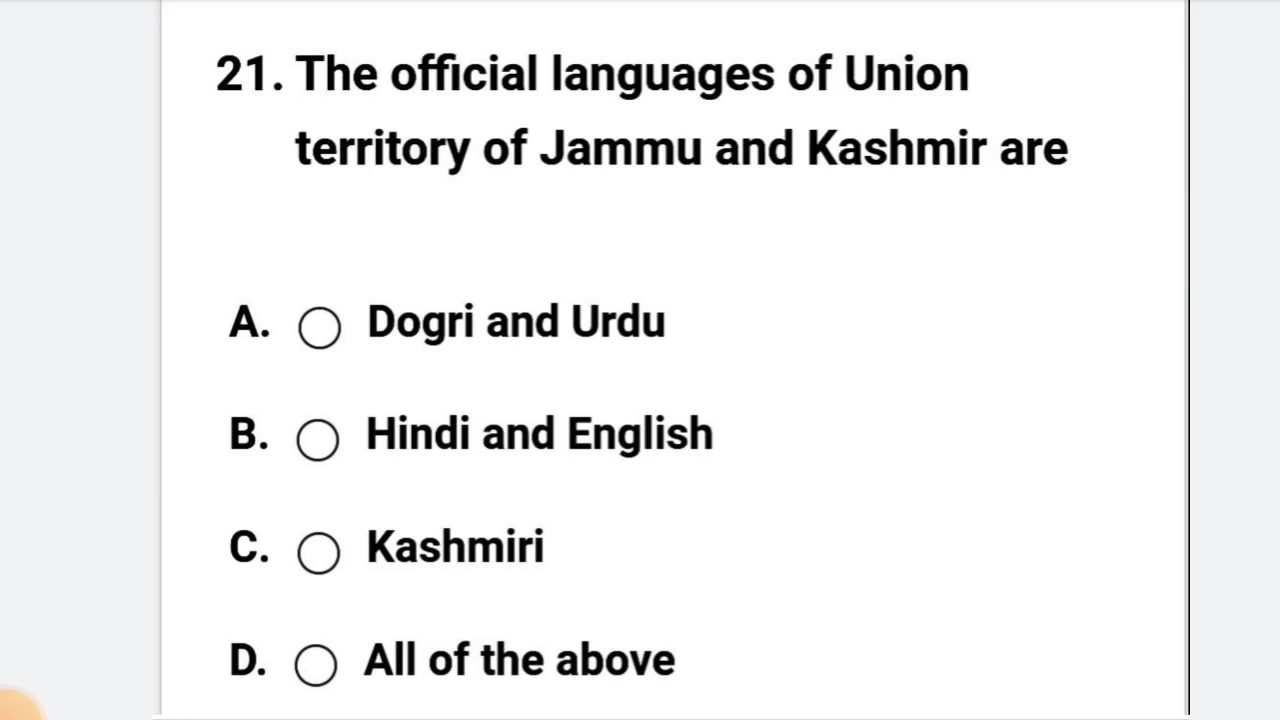 21. The official languages of Union
territory of Jammu and Kashmir are
A. Dogri and Urdu
B. Hindi and English
C. Kashmiri
D. All of the above